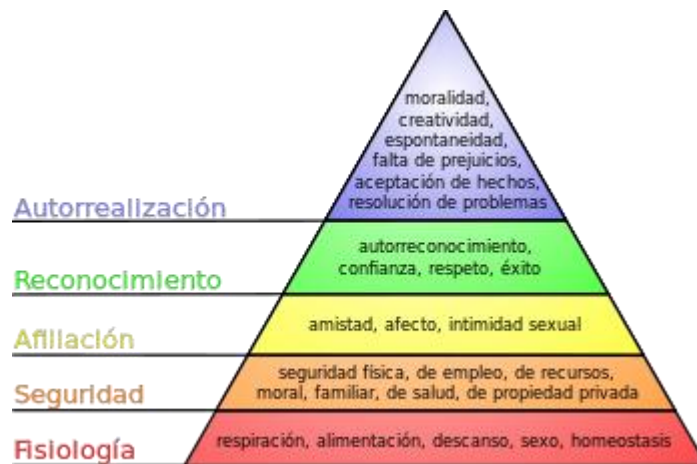 moralidad,
creatividad,
espontaneidad,
falta de prejuicios,
aceptación de hechos,
resolución de problemas
Autorrealización
autorreconocimiento,
confianza, respeto, éxito
Reconocimiento
amistad, afecto, intimidad sexual
Afiliación
seguridad física, de empleo, de recursos,
moral, familiar, de salud, de propiedad privada
Seguridad
respiración, alimentación, descanso, sexo, homeostasis
Fisiología